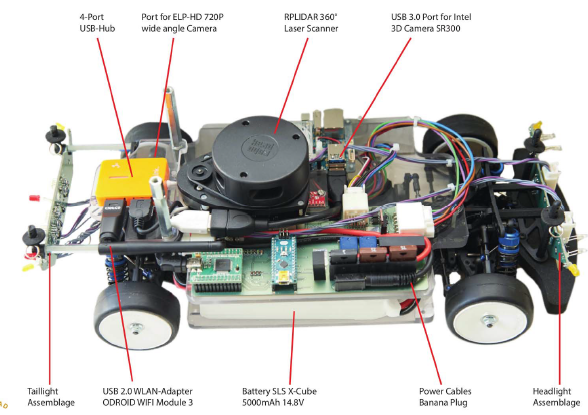 4-Port
USB-Hub
Port for ELP-HD 720P
wide angle Camera
RPLIDAR 360°
Laser Scanner
USB 3.0 Port for Intel
3D Camera SR300
Taillight
Assemblage
USB 2.0 WLAN-Adapter
ODROID WIFI Module 3
Battery SLS X-Cube
5000mAh 14.8V
Power Cables
Banana Plug
Headlight
Assemblage